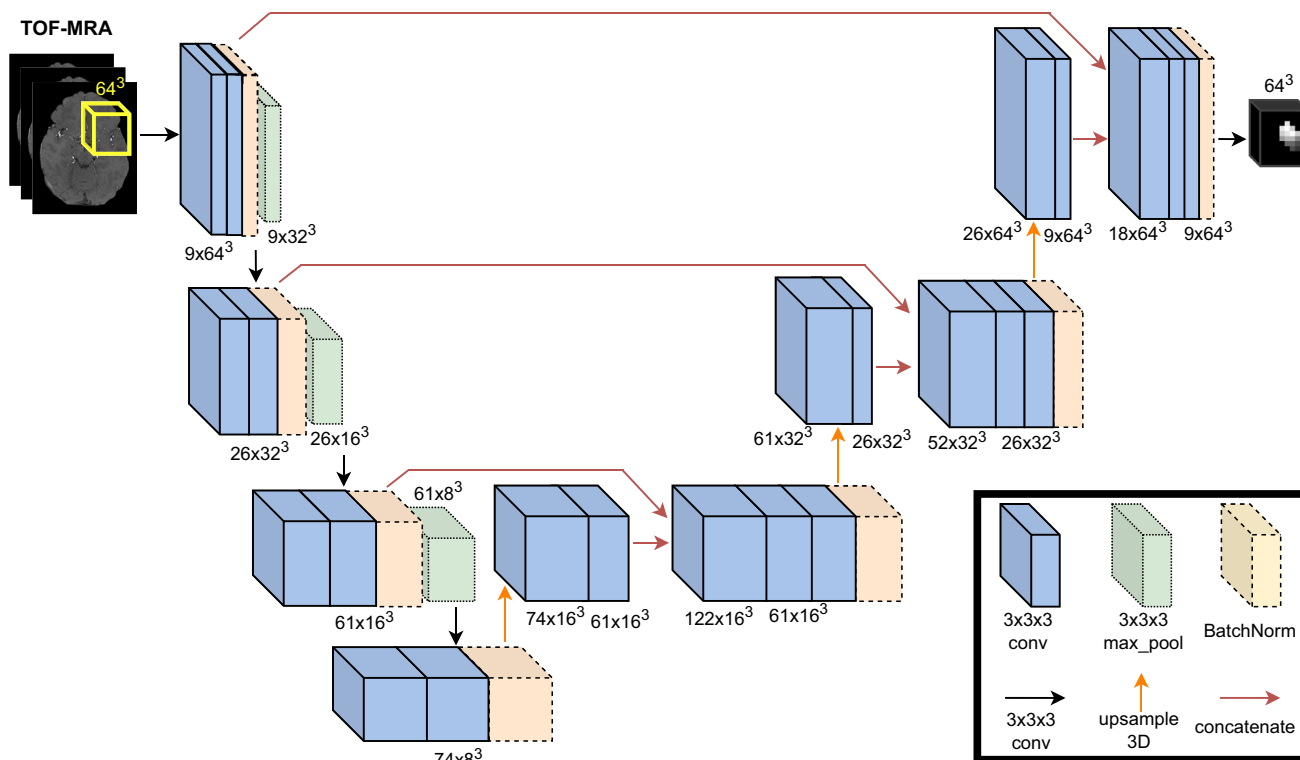 TOF-MRA
64³
9x64³
9x32³
26x64³
9x64³
18x64³
9x64³
64³
26x32³
26x16³
61x32³
26x32³
52x32³
26x32³
61x16³
61x8³
74x16³
61x16³
122x16³
61x16³
74x8³
3x3x3
conv
3x3x3
max_pool
BatchNorm
3x3x3
conv
upsample
3D
concatenate